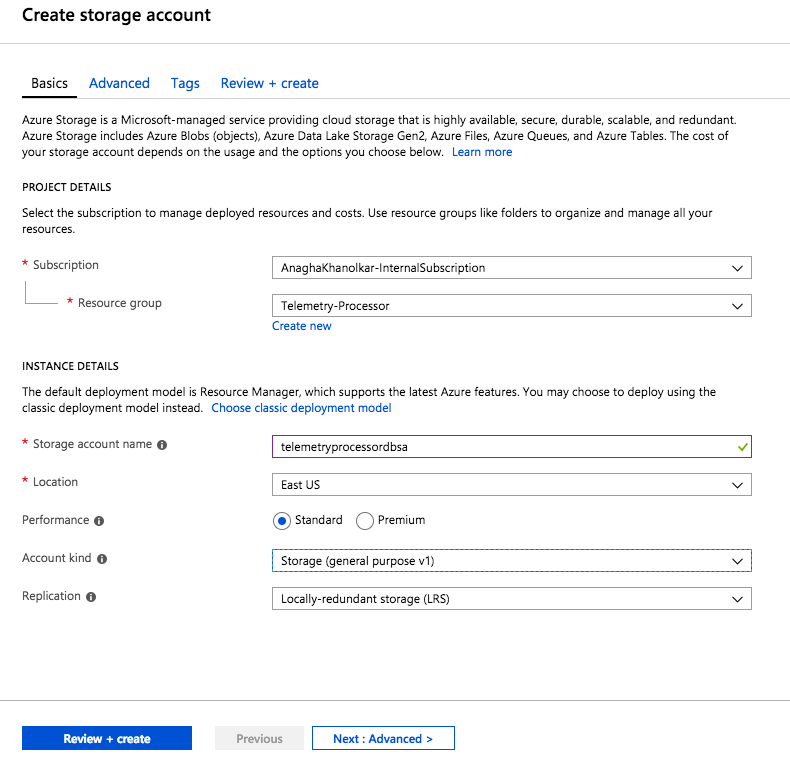 Create storage account
Basics Advanced Tags Review + create
Azure Storage is a Microsoft-managed service providing cloud storage that is highly available, secure, durable, scalable, and redundant.
Azure Storage includes Azure Blobs (objects), Azure Data Lake Storage Gen2, Azure Files, Azure Queues, and Azure Tables. The cost of
your storage account depends on the usage and the options you choose below. Learn more
PROJECT DETAILS
Select the subscription to manage deployed resources and costs. Use resource groups like folders to organize and manage all your
resources.
* Subscription AnaghaKhanolkar-InternalSubscription
* Resource group Telemetry-Processor
Create new
INSTANCE DETAILS
The default deployment model is Resource Manager, which supports the latest Azure features. You may choose to deploy using the
classic deployment model instead. Choose classic deployment model
* Storage account name telemetryprocessordbsa
* Location East US
Performance Standard Premium
Account kind Storage (general purpose v1)
Replication Locally-redundant storage (LRS)
Review + create Previous Next : Advanced >